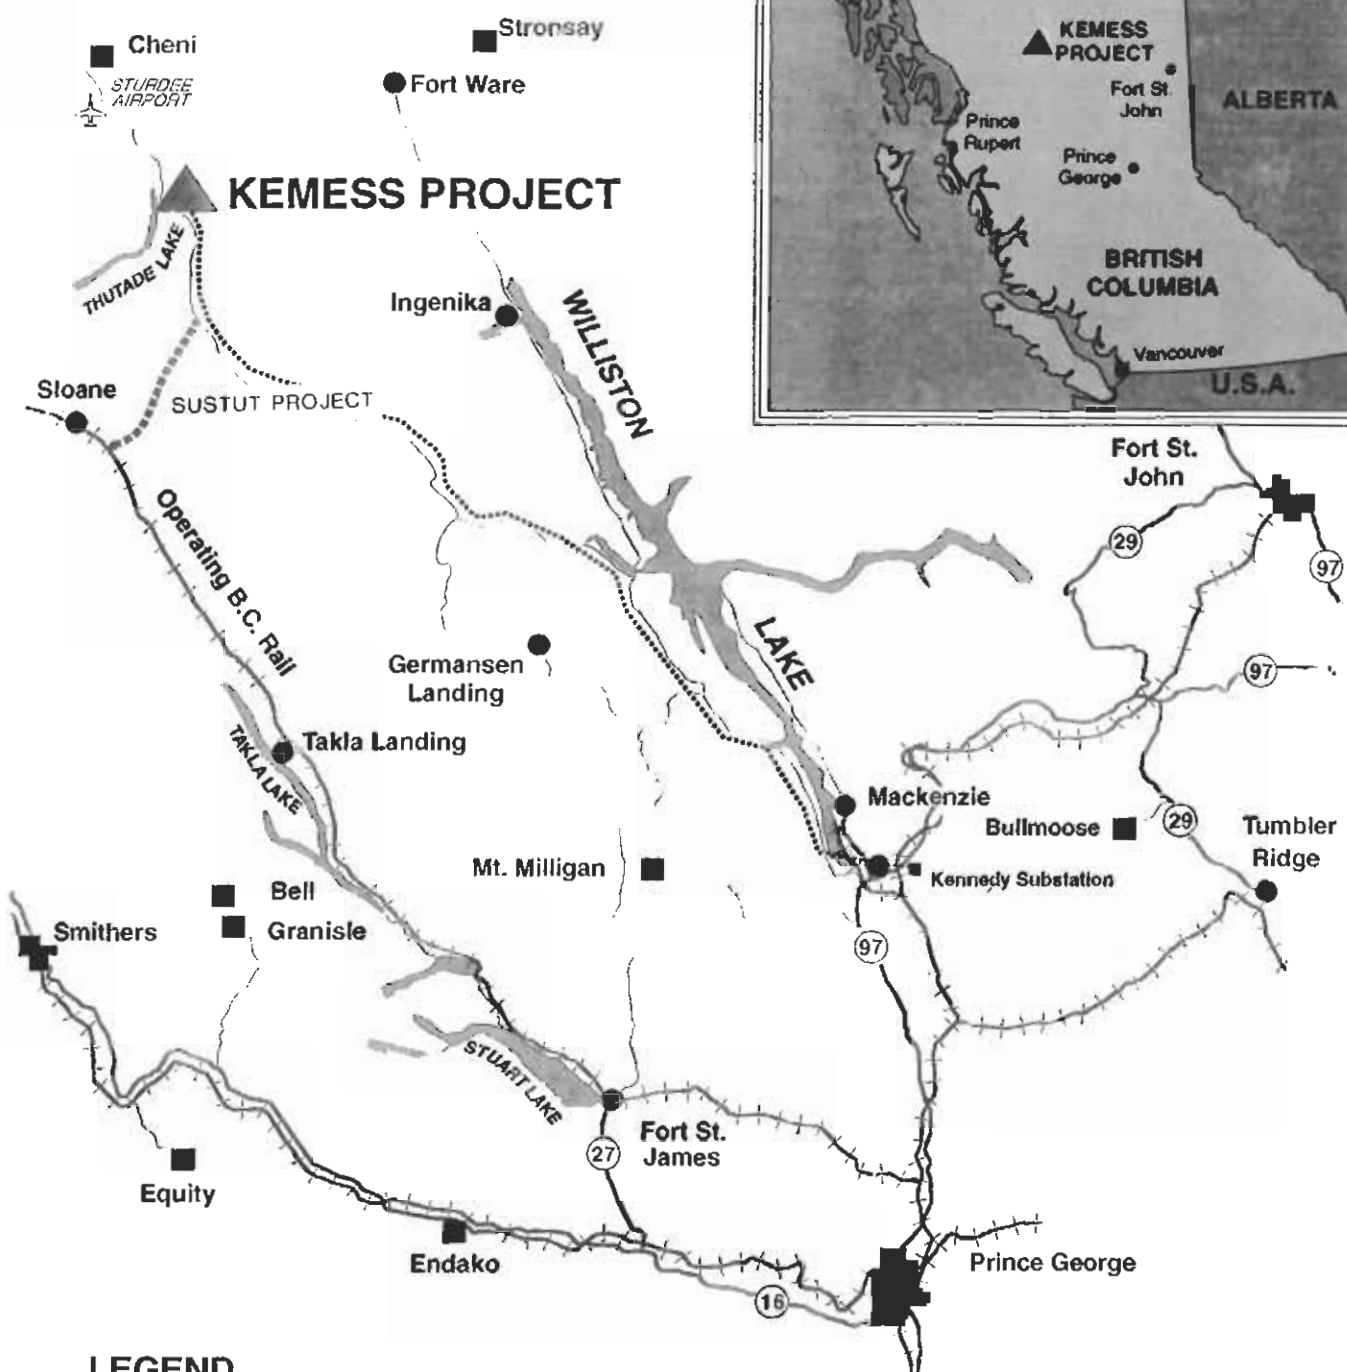 Cheni
STURDEE
AIRPORT
Stronsay
Fort Ware
KEMESS PROJECT
THUTADE LAKE
Ingenika
WILLISTON
LAKE
Sloane
SUSTUT PROJECT
Operating B.C. Rail
Germansen
Landing
TAKLA LAKE
Takla Landing
Mackenzie
Bullmoose
Tumbler
Ridge
Kennedy Substation
Mt. Milligan
Bell
Granisle
Smithers
STUART LAKE
Fort St.
James
Equity
Endako
Prince George
Fort St.
John
29
97
97
29
97
27
16
KEMESS
PROJECT
Fort St.
John
ALBERTA
Prince
Rupert
Prince
George
BRITISH
COLUMBIA
Vancouver
U.S.A.
LEGEND